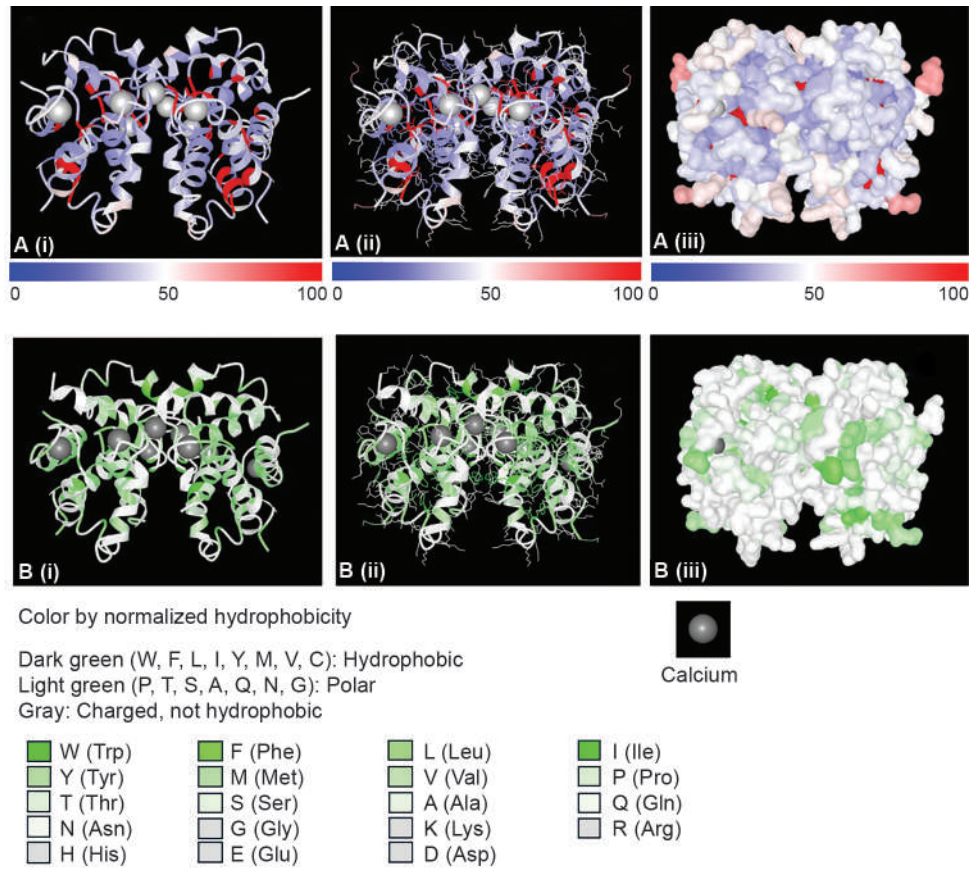 A (i)
A (ii)
A (iii)
0 50 100
0 50 100
0 50 100
B (i)
B (ii)
B (iii)
Color by normalized hydrophobicity
Dark green (W, F, L, I, Y, M, V, C): Hydrophobic
Light green (P, T, S, A, Q, N, G): Polar
Gray: Charged, not hydrophobic
Calcium
W (Trp) F (Phe) L (Leu) I (Ile)
Y (Tyr) M (Met) V (Val) P (Pro)
T (Thr) S (Ser) A (Ala) Q (Gln)
N (Asn) G (Gly) K (Lys) R (Arg)
H (His) E (Glu) D (Asp)